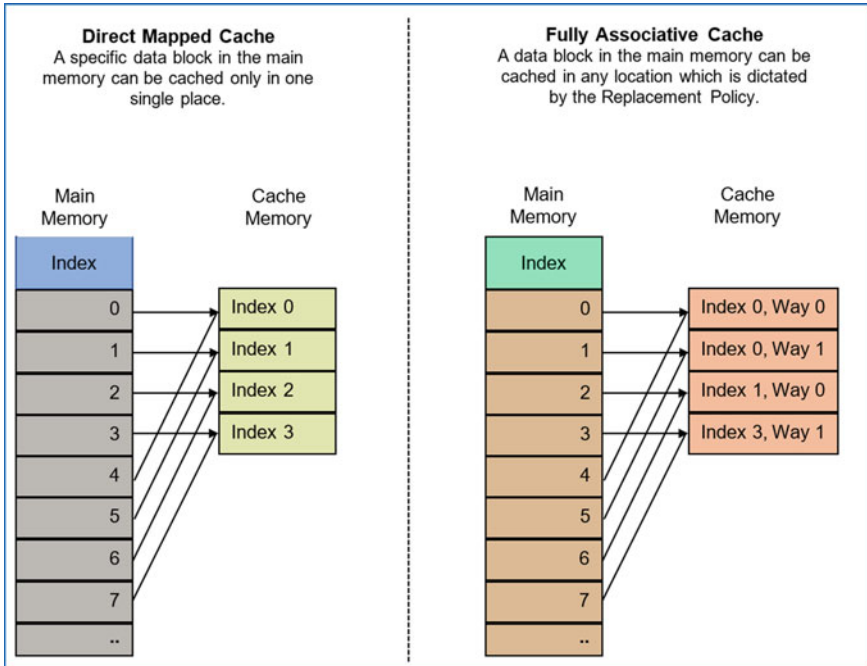 Direct Mapped Cache
A specific data block in the main
memory can be cached only in one
single place.
Main
Memory
Cache
Memory
Index
0
1
2
3
4
5
6
7
..
Index 0
Index 1
Index 2
Index 3
Fully Associative Cache
A data block in the main memory can be
cached in any location which is dictated
by the Replacement Policy.
Main
Memory
Cache
Memory
Index
0
1
2
3
4
5
6
7
..
Index 0, Way 0
Index 0, Way 1
Index 1, Way 0
Index 3, Way 1